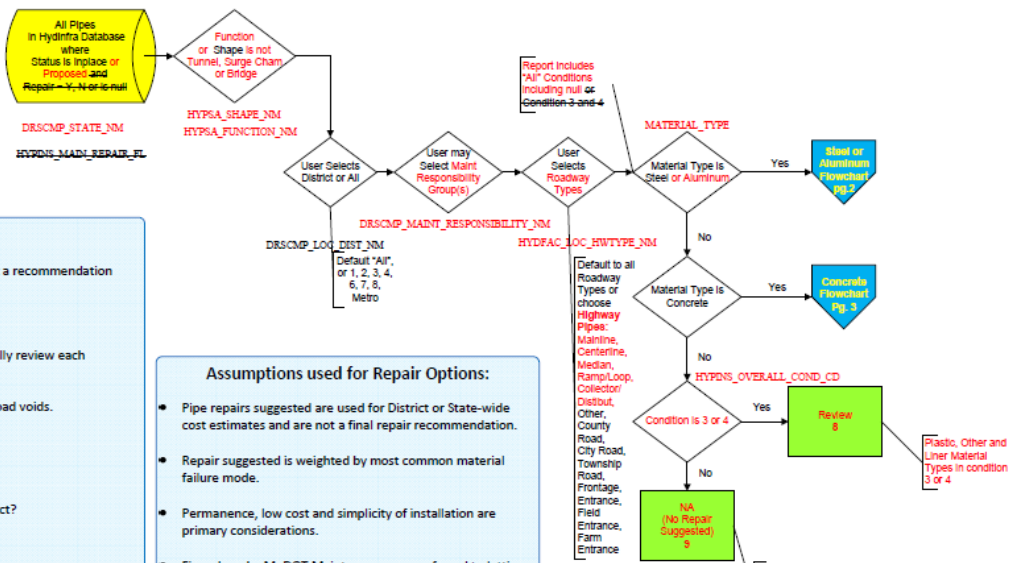 All Pipes
in HydInfra Database
where
Status is Inplace or
Proposed and
Repair = Y, N or is null
DRSCMP_STATE_NM
HYPINS_MAIN_REPAIR_FL
Function
or Shape is not
Tunnel, Surge Cham
or Bridge
HYPSA_SHAPE_NM
HYPSA_FUNCTION_NM
User Selects
District or All
DRSCMP_LOC_DIST_NM
Default "All",
or 1, 2, 3, 4,
6, 7, 8,
Metro
User may
Select Maint
Responsibility
Group(s)
DRSCMP_MAINT_RESPONSIBILITY_NM
User
Selects
Roadway
Types
HYDFAC_LOC_HWTYPE_NM
Default to all
Roadway
Types or
choose
Highway
Pipes:
Mainline,
Centerline,
Median,
Ramp/Loop,
Collector/
Distibut,
Other,
County
Road,
City Road,
Township
Road,
Frontage,
Entrance,
Field
Entrance,
Farm
Entrance
Report Includes
"All" Conditions
including null or
Condition 3 and 4
MATERIAL_TYPE
Material Type is
Steel or Aluminum
Yes
Steel or
Aluminum
Flowchart
pg.2
No
Material Type is
Concrete
Yes
Concrete
Flowchart
Pg. 3
No
HYPINS_OVERALL_COND_CD
Condition is 3 or 4
Yes
Review
8
Plastic, Other and
Liner Material
Types in condition
3 or 4
No
NA
(No Repair
Suggested)
9
a recommendation
lly review each
oad voids.
ct?
Assumptions used for Repair Options:
• Pipe repairs suggested are used for District or State-wide
cost estimates and are not a final repair recommendation.
• Repair suggested is weighted by most common material
failure mode.
• Permanence, low cost and simplicity of installation are
primary considerations.